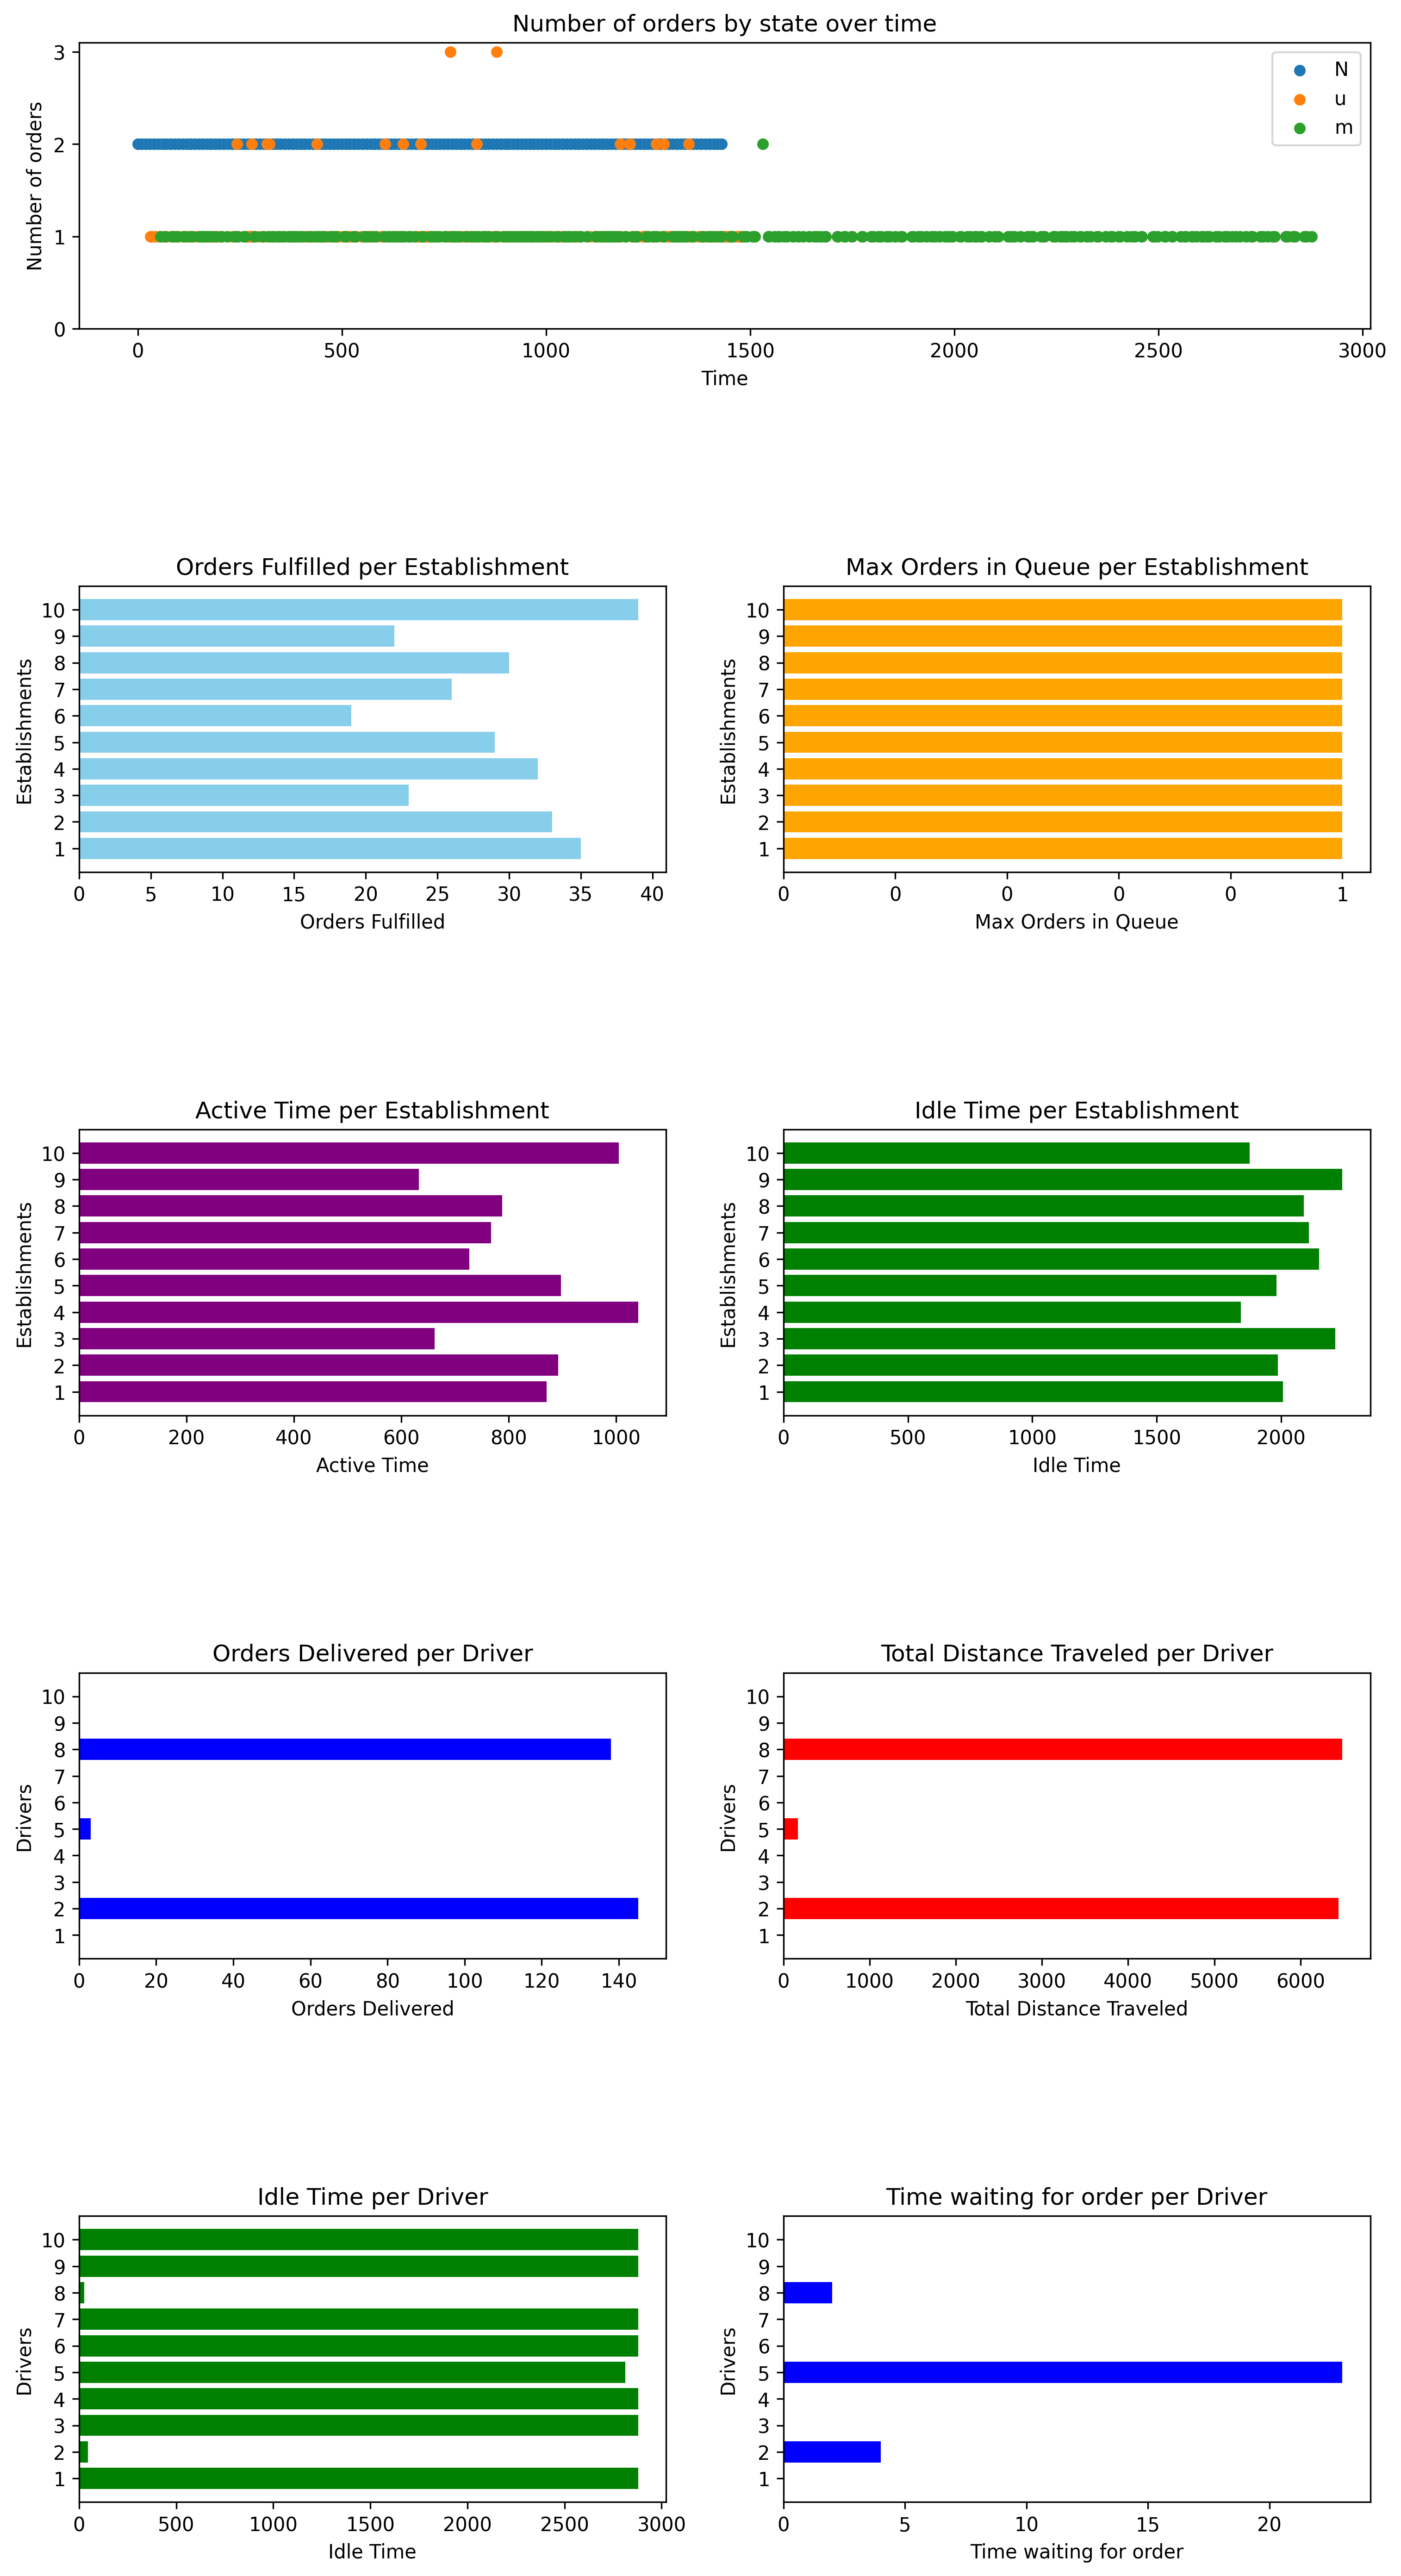 Number of orders by state over time
Number of orders
3
2
1
0
N
u
m
0 500 1000 1500 2000 2500 3000
Time
Orders Fulfilled per Establishment
Establishments
10
9
8
7
6
5
4
3
2
1
0 5 10 15 20 25 30 35 40
Orders Fulfilled
Max Orders in Queue per Establishment
Establishments
10
9
8
7
6
5
4
3
2
1
0 0 0 0 0 1
Max Orders in Queue
Active Time per Establishment
Establishments
10
9
8
7
6
5
4
3
2
1
0 200 400 600 800 1000
Active Time
Idle Time per Establishment
Establishments
10
9
8
7
6
5
4
3
2
1
0 500 1000 1500 2000
Idle Time
Orders Delivered per Driver
Drivers
10
9
8
7
6
5
4
3
2
1
0 20 40 60 80 100 120 140
Orders Delivered
Total Distance Traveled per Driver
Drivers
10
9
8
7
6
5
4
3
2
1
0 1000 2000 3000 4000 5000 6000
Total Distance Traveled
Idle Time per Driver
Drivers
10
9
8
7
6
5
4
3
2
1
0 500 1000 1500 2000 2500 3000
Idle Time
Time waiting for order per Driver
Drivers
10
9
8
7
6
5
4
3
2
1
0 5 10 15 20
Time waiting for order